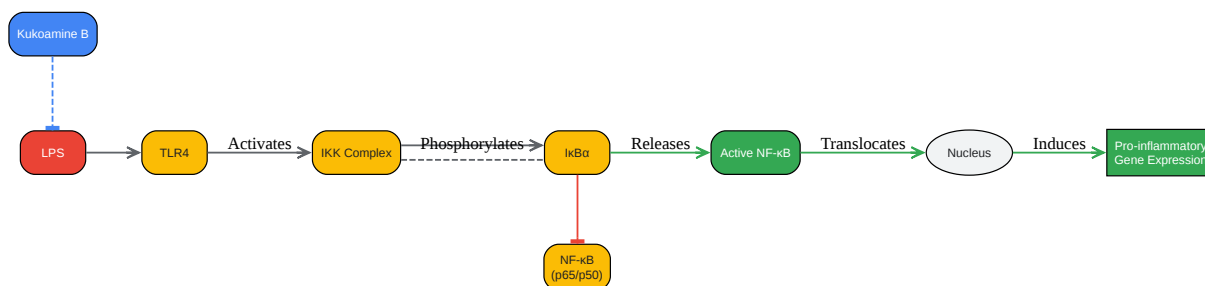 Kukoamine B
LPS
TLR4
Activates
IKK Complex
Phosphorylates
IκBα
Releases
Active NF-κB
Translocates
Nucleus
Induces
Pro-inflammatory
Gene Expression
NF-κB
(p65/p50)